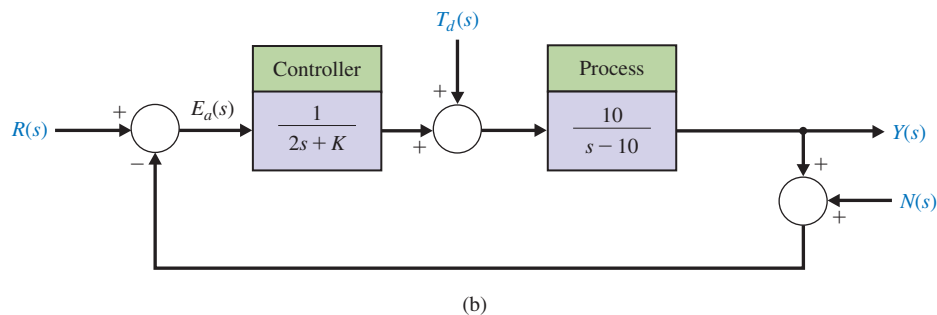 T_d(s)
Controller
Process
+
+
E_a(s)
1
10
R(s)
Y(s)
2s + K
s − 10
+
−
+
N(s)
+
(b)